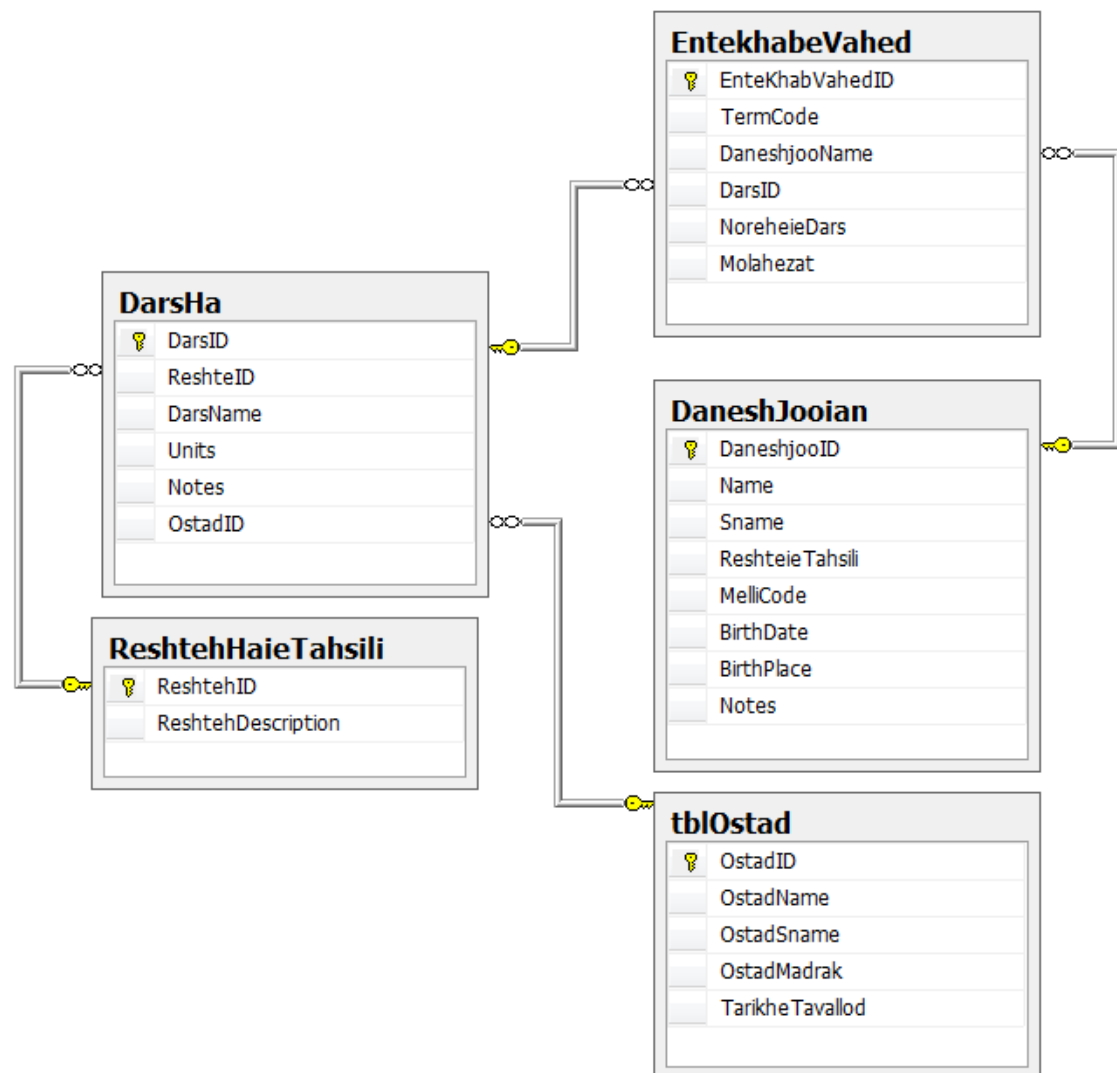 EntekhabeVahed
EnteKhabVahedID
TermCode
DaneshjooName
DarsID
NoreheieDars
Molahezat
DarsHa
DarsID
ReshteID
DarsName
Units
Notes
OstadID
DaneshJooian
DaneshjooID
Name
Sname
ReshteieTahsili
MelliCode
BirthDate
BirthPlace
Notes
ReshtehHaieTahsili
ReshtehID
ReshtehDescription
tblOstad
OstadID
OstadName
OstadSname
OstadMadrak
TarikheTavallod